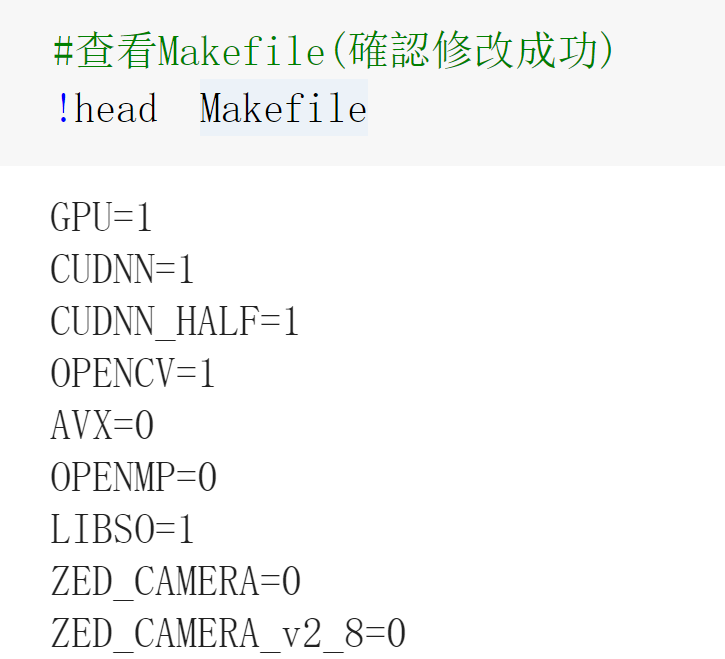 #查看Makefile(確認修改成功)
!head  Makefile
GPU=1
CUDNN=1
CUDNN_HALF=1
OPENCV=1
AVX=0
OPENMP=0
LIBSO=1
ZED_CAMERA=0
ZED_CAMERA_v2_8=0